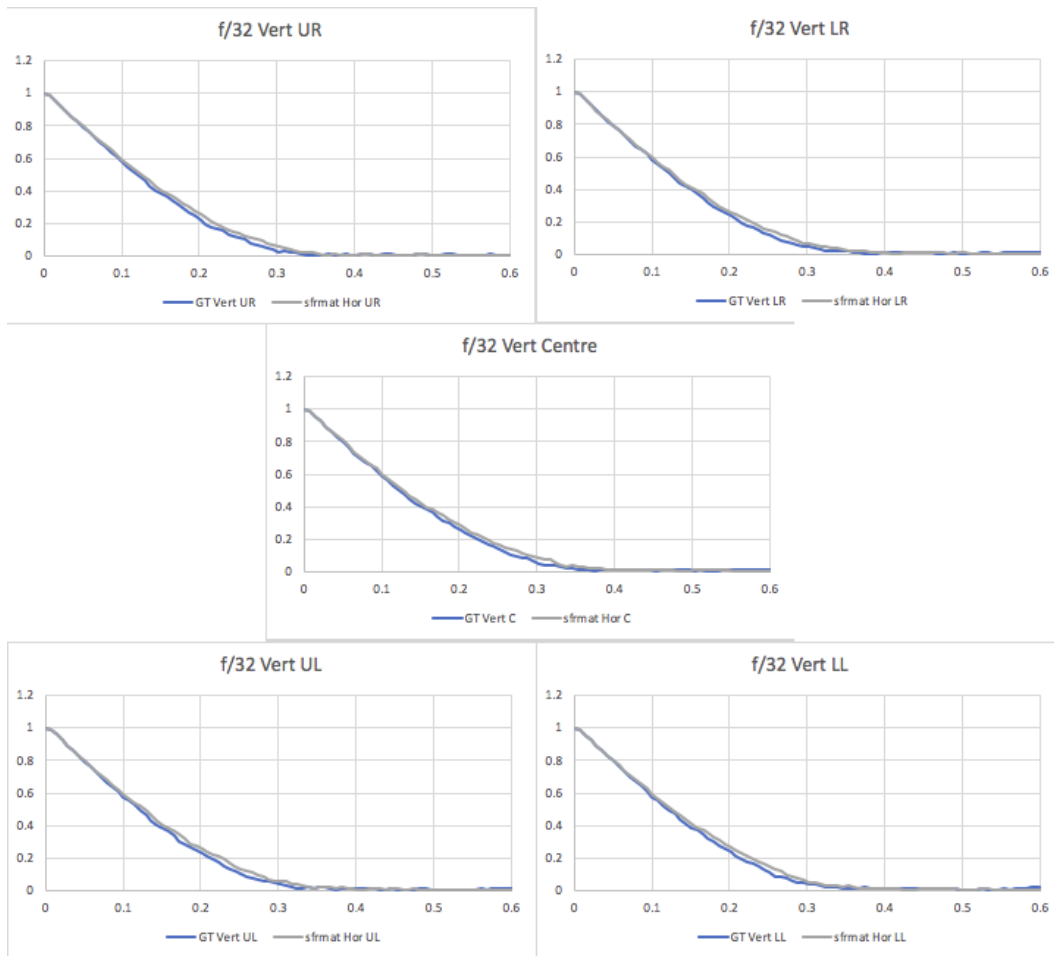 f/32 Vert UR
1.2
1
0.8
0.6
0.4
0.2
0
0 0.1 0.2 0.3 0.4 0.5 0.6
GT Vert UR sfrmat Hor UR
f/32 Vert LR
1.2
1
0.8
0.6
0.4
0.2
0
0 0.1 0.2 0.3 0.4 0.5 0.6
GT Vert LR sfrmat Hor LR
f/32 Vert Centre
1.2
1
0.8
0.6
0.4
0.2
0
0 0.1 0.2 0.3 0.4 0.5 0.6
GT Vert C sfrmat Hor C
f/32 Vert UL
1.2
1
0.8
0.6
0.4
0.2
0
0 0.1 0.2 0.3 0.4 0.5 0.6
GT Vert UL sfrmat Hor UL
f/32 Vert LL
1.2
1
0.8
0.6
0.4
0.2
0
0 0.1 0.2 0.3 0.4 0.5 0.6
GT Vert LL sfrmat Hor LL